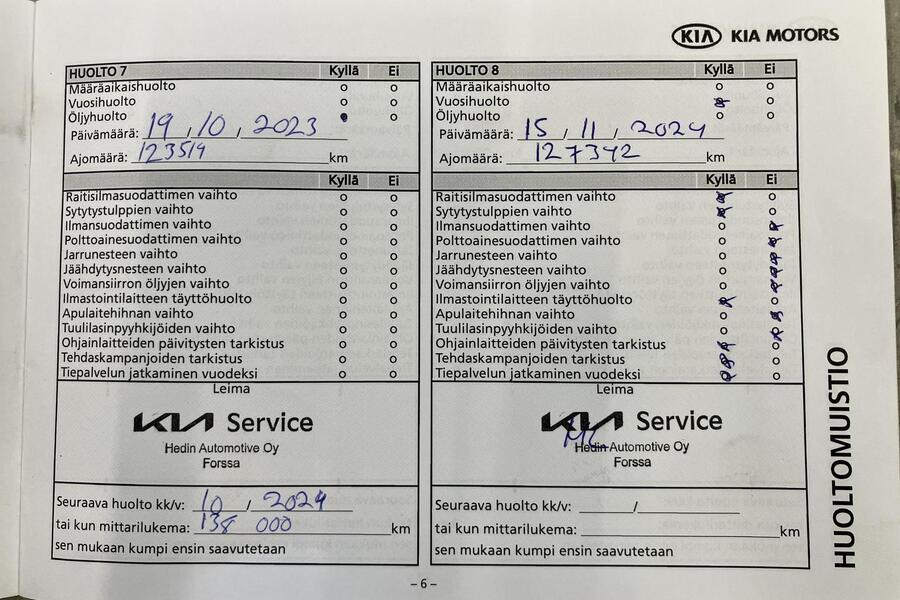 KIA KIA MOTORS
HUOLTO 7 Kyllä Ei
Määräaikaishuolto o o
Vuosihuolto o o
Öljyhuolto o
Päivämäärä: 19 / 10 , 2023
Ajomäärä: 123519 km
Kyllä Ei
Raitisilmasuodattimen vaihto o o
Sytytystulppien vaihto o o
Ilmansuodattimen vaihto o o
Polttoainesuodattimen vaihto o o
Jarrunesteen vaihto o o
Jäähdytysnesteen vaihto o o
Voimansiirron öljyjen vaihto o o
Ilmastointilaitteen täyttöhuolto o o
Apulaitehihnan vaihto o o
Tuulilasinpyyhkijöiden vaihto o o
Ohjainlaitteiden päivitysten tarkistus o o
Tehdaskampanjoiden tarkistus o o
Tiepalvelun jatkaminen vuodeksi o o
Leima
KIA Service
Hedin Automotive Oy
Forssa
Seuraava huolto kk/v: 10 / 2024
tai kun mittarilukema: 138 000 km
sen mukaan kumpi ensin saavutetaan
HUOLTO 8 Kyllä Ei
Määräaikaishuolto o o
Vuosihuolto o
Öljyhuolto o o
Päivämäärä: 15 / 11 , 2024
Ajomäärä: 127342 km
Kyllä Ei
Raitisilmasuodattimen vaihto o
Sytytystulppien vaihto o
Ilmansuodattimen vaihto o
Polttoainesuodattimen vaihto o
Jarrunesteen vaihto o
Jäähdytysnesteen vaihto o
Voimansiirron öljyjen vaihto o
Ilmastointilaitteen täyttöhuolto o
Apulaitehihnan vaihto o
Tuulilasinpyyhkijöiden vaihto o
Ohjainlaitteiden päivitysten tarkistus o
Tehdaskampanjoiden tarkistus o
Tiepalvelun jatkaminen vuodeksi o
Leima
KIA Service
Hedin Automotive Oy
Forssa
Seuraava huolto kk/v: /
tai kun mittarilukema: km
sen mukaan kumpi ensin saavutetaan
HUOLTOMUISTIO
– 6 –